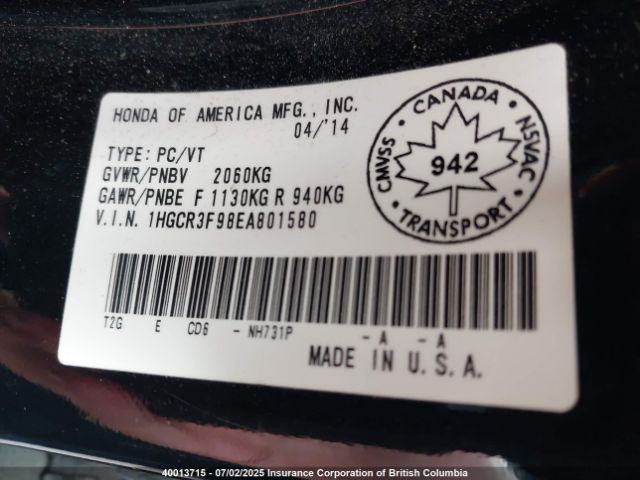 HONDA OF AMERICA MFG., INC.
04/'14
TYPE: PC/VT
GVWR/PNBV 2060KG
GAWR/PNBE F 1130KG R 940KG
V.I.N. 1HGCR3F98EA801580
CANADA
CMVSS
942
NSVAC
TRANSPORT
T2G E CD6 - NH731P - A - A
MADE IN U.S.A.
40013715 - 07/02/2025 Insurance Corporation of British Columbia